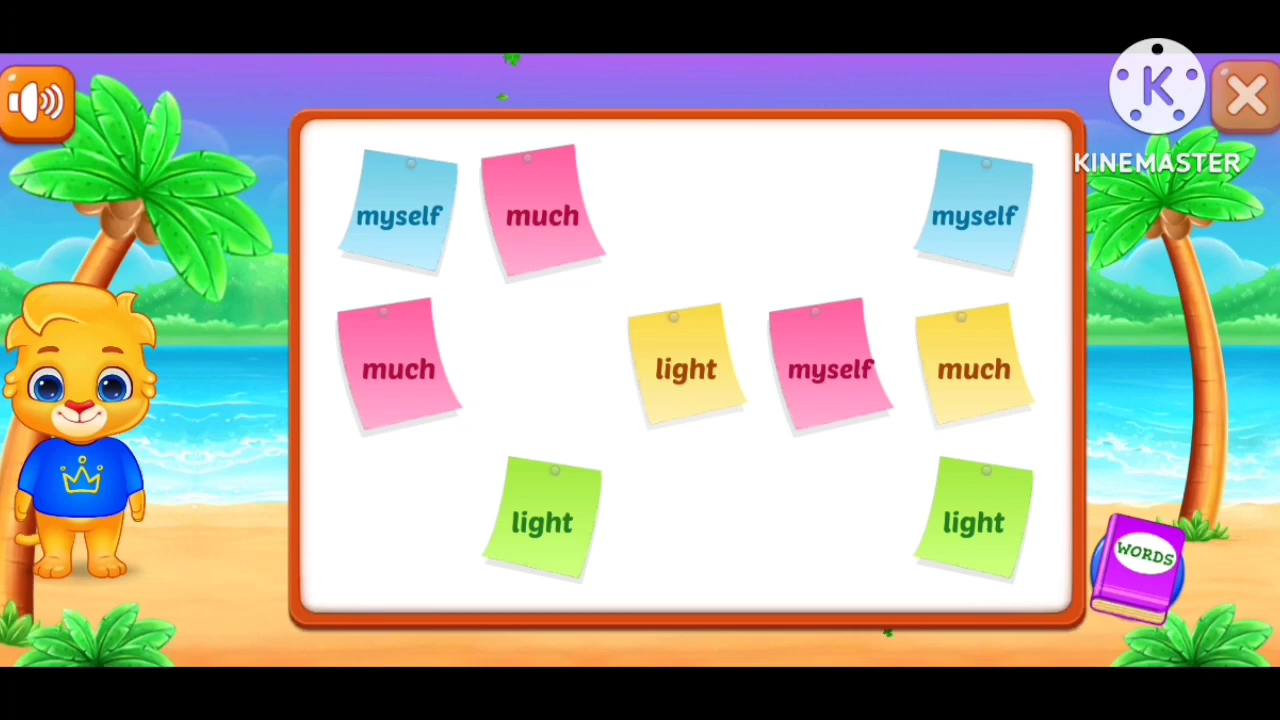 K
KINEMASTER
myself
much
myself
much
light
myself
much
light
light
WORDS